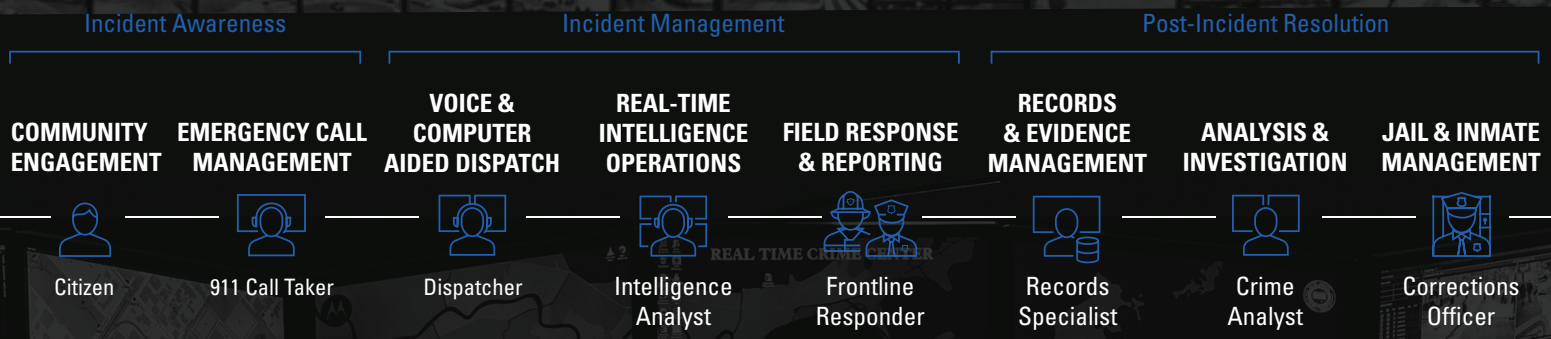 Incident Awareness
Incident Management
Post-Incident Resolution
COMMUNITY
ENGAGEMENT
EMERGENCY CALL
MANAGEMENT
VOICE &
COMPUTER
AIDED DISPATCH
REAL-TIME
INTELLIGENCE
OPERATIONS
FIELD RESPONSE
& REPORTING
RECORDS
& EVIDENCE
MANAGEMENT
ANALYSIS &
INVESTIGATION
JAIL & INMATE
MANAGEMENT
REAL TIME CRIME CENTER
Citizen
911 Call Taker
Dispatcher
Intelligence
Analyst
Frontline
Responder
Records
Specialist
Crime
Analyst
Corrections
Officer